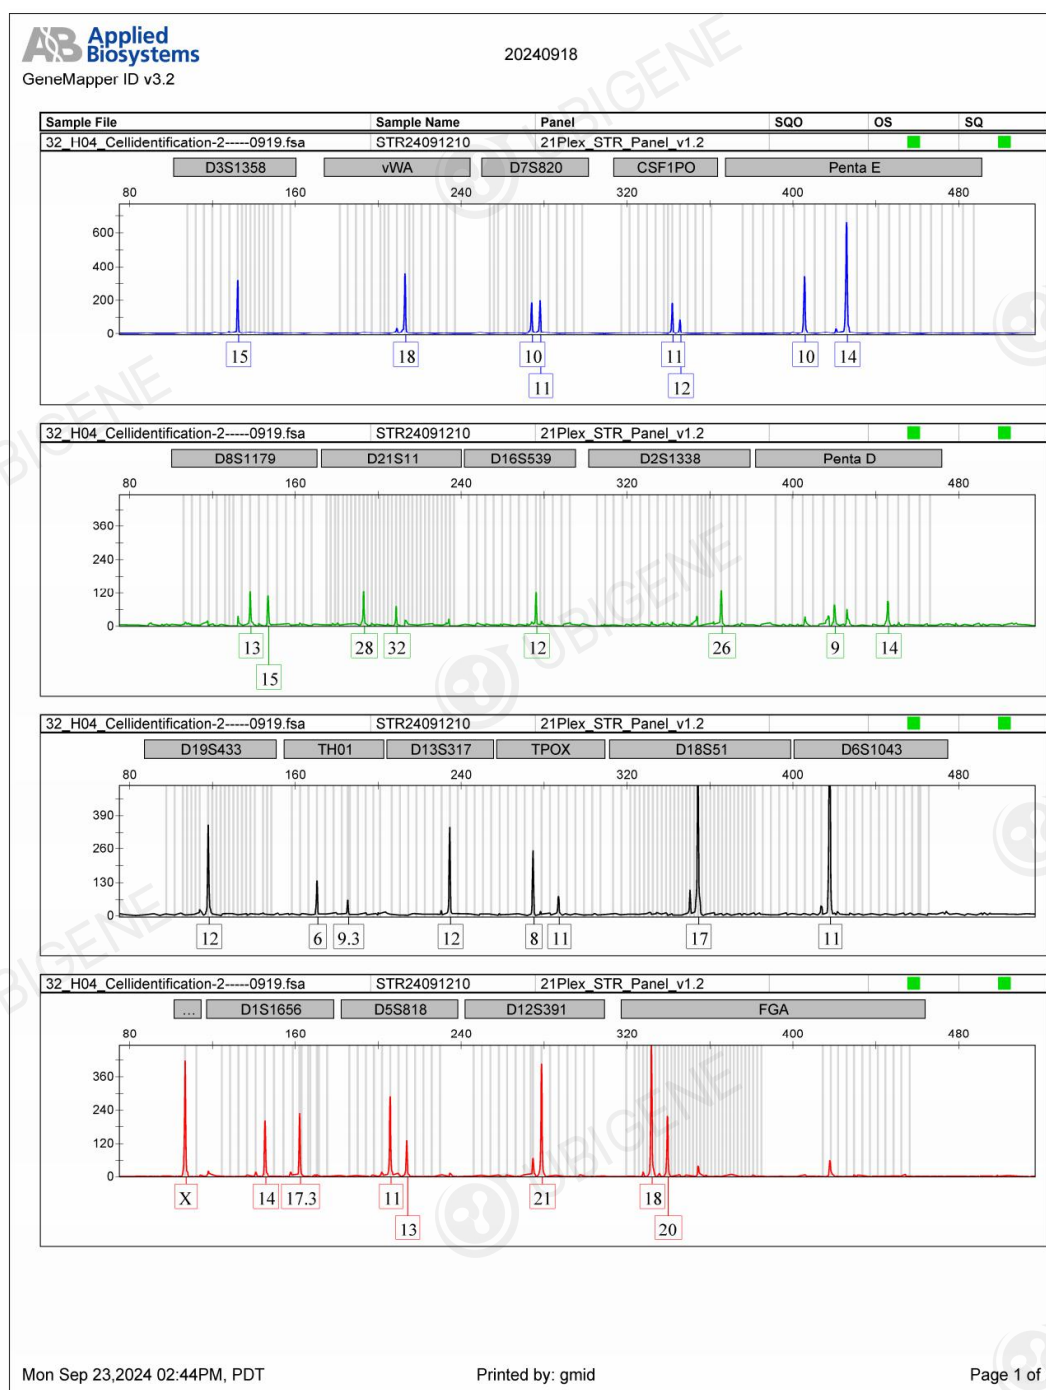 AB Applied
Biosystems
20240918
GeneMapper ID v3.2
Sample File Sample Name Panel SQO OS SQ
32_H04_Cellidentification-2-----0919.fsa STR24091210 21Plex_STR_Panel_v1.2
D3S1358 vWA D7S820 CSF1PO Penta E
80 160 240 320 400 480
600
400
200
0
15 18 10 11 10 14
11 12
32_H04_Cellidentification-2-----0919.fsa STR24091210 21Plex_STR_Panel_v1.2
D8S1179 D21S11 D16S539 D2S1338 Penta D
80 160 240 320 400 480
360
240
120
0
13 28 32 12 26 9 14
15
32_H04_Cellidentification-2-----0919.fsa STR24091210 21Plex_STR_Panel_v1.2
D19S433 TH01 D13S317 TPOX D18S51 D6S1043
80 160 240 320 400 480
390
260
130
0
12 6 9.3 12 8 11 17 11
32_H04_Cellidentification-2-----0919.fsa STR24091210 21Plex_STR_Panel_v1.2
... D1S1656 D5S818 D12S391 FGA
80 160 240 320 400 480
360
240
120
0
X 14 17.3 11 21 18
13 20
UBIGENE
Mon Sep 23,2024 02:44PM, PDT Printed by: gmid Page 1 of